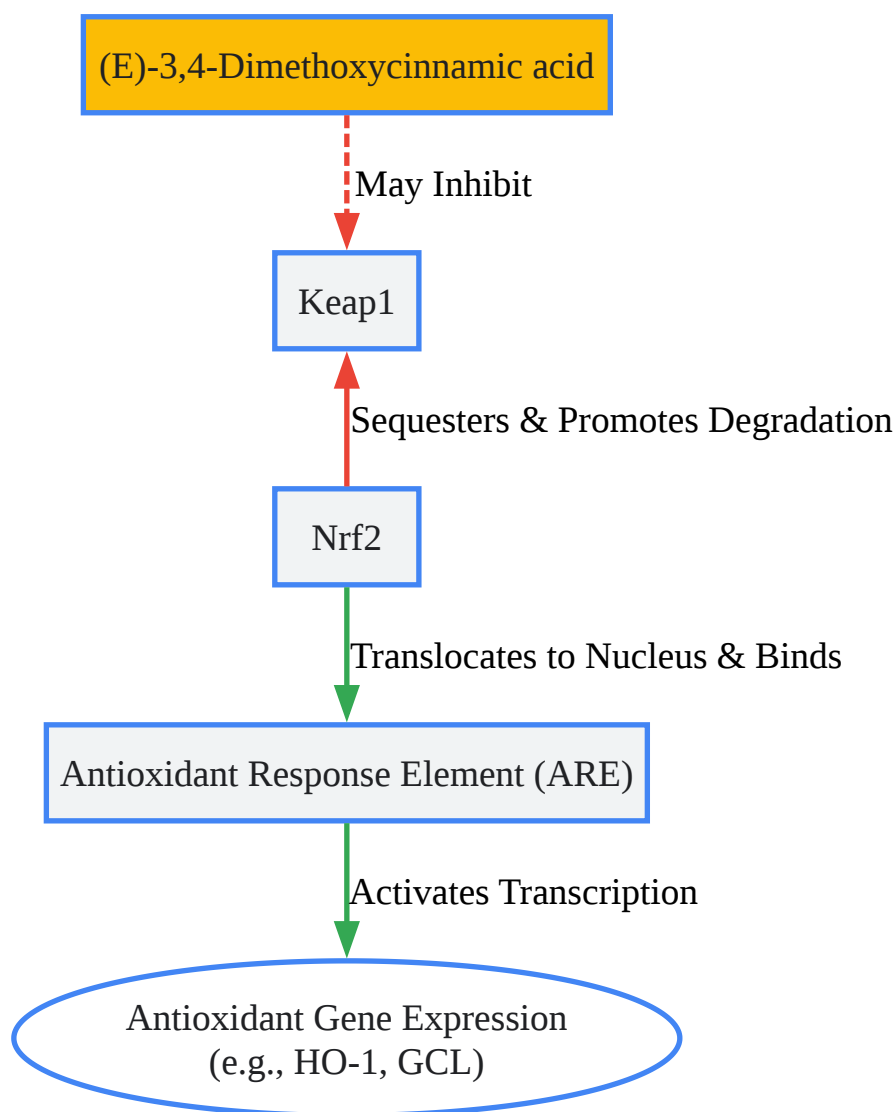 (E)-3,4-Dimethoxycinnamic acid
May Inhibit
Keap1
Sequesters & Promotes Degradation
Nrf2
Translocates to Nucleus & Binds
Antioxidant Response Element (ARE)
Activates Transcription
Antioxidant Gene Expression
(e.g., HO-1, GCL)